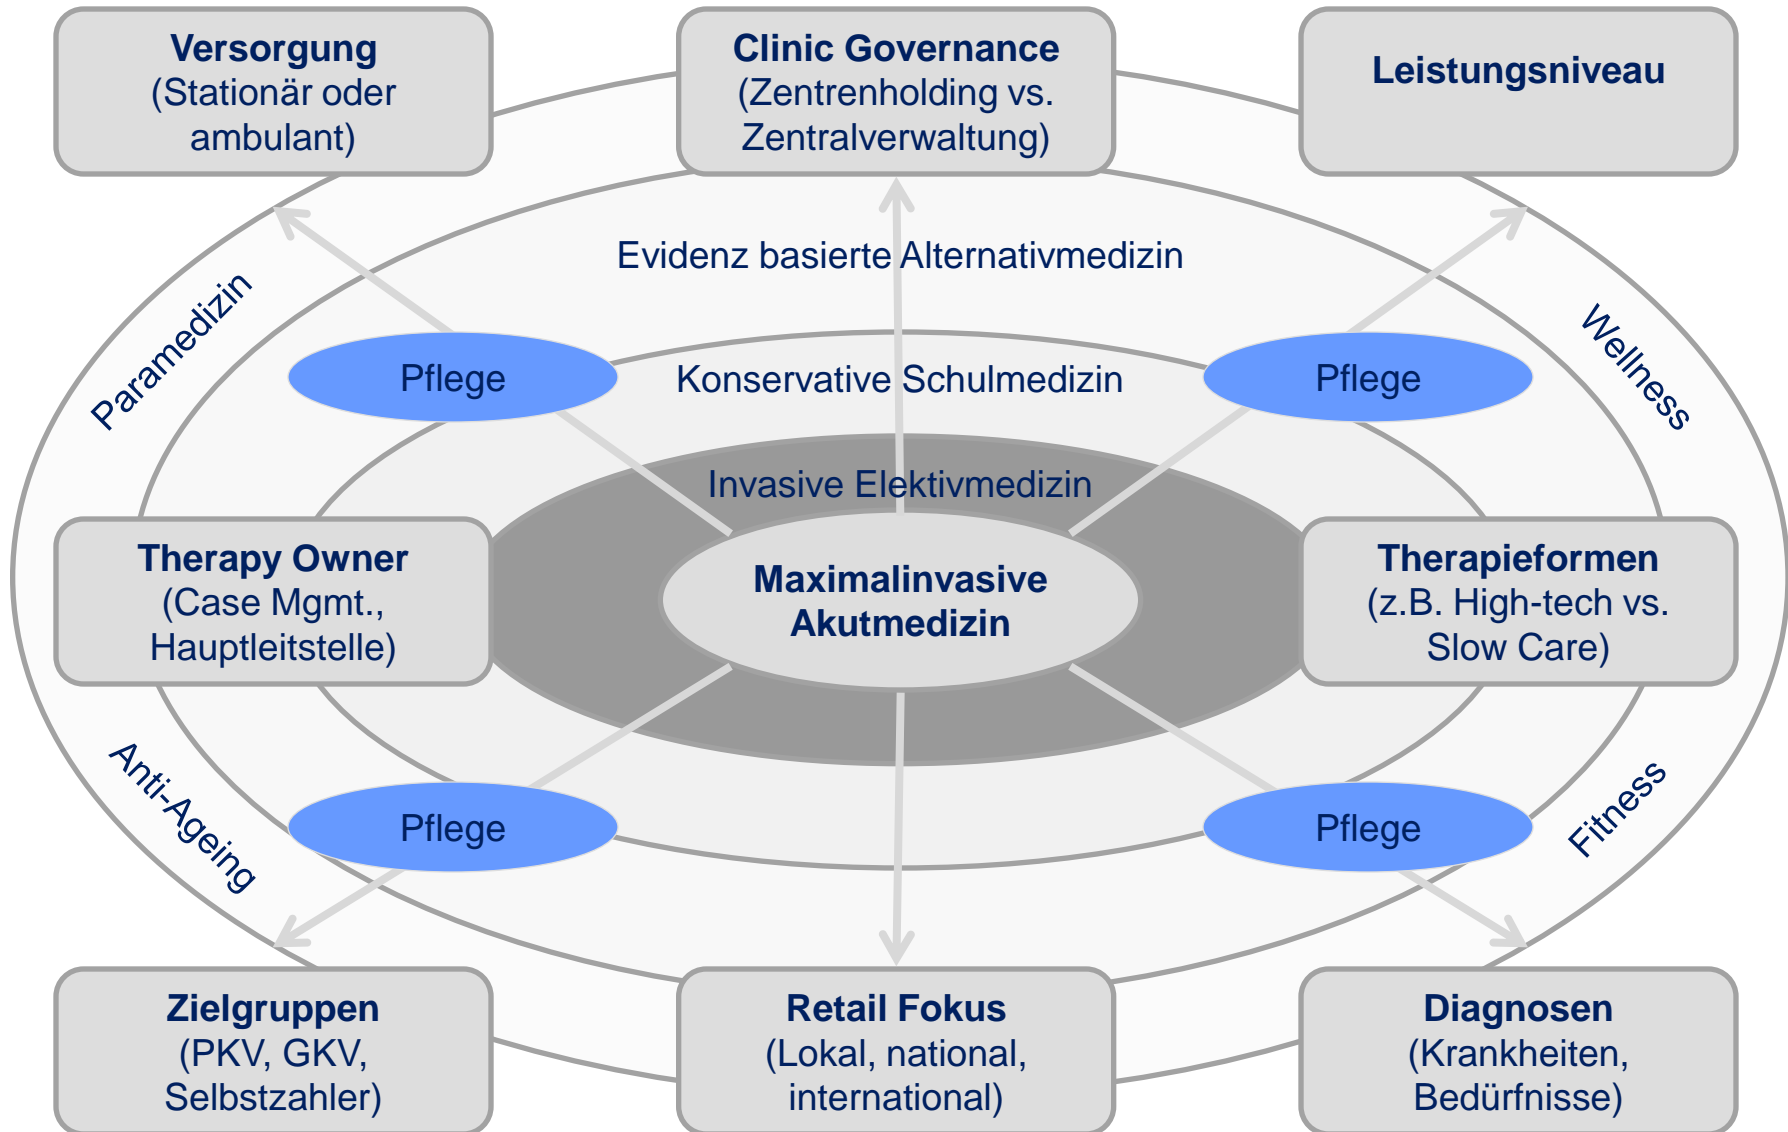 Versorgung
(Stationär oder
ambulant)
Clinic Governance
(Zentrenholding vs.
Zentralverwaltung)
Leistungsniveau
Evidenz basierte Alternativmedizin
Paramedizin
Wellness
Pflege
Konservative Schulmedizin
Pflege
Invasive Elektivmedizin
Therapy Owner
(Case Mgmt.,
Hauptleitstelle)
Maximalinvasive
Akutmedizin
Therapieformen
(z.B. High-tech vs.
Slow Care)
Anti-Ageing
Fitness
Pflege
Pflege
Zielgruppen
(PKV, GKV,
Selbstzahler)
Retail Fokus
(Lokal, national,
international)
Diagnosen
(Krankheiten,
Bedürfnisse)